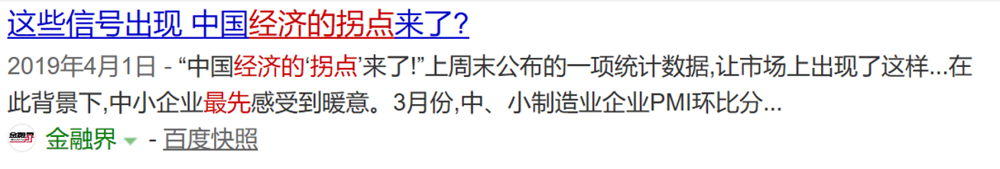 这些信号出现 中国经济的拐点来了?
2019年4月1日 - “中国经济的‘拐点’来了!”上周末公布的一项统计数据,让市场上出现了这样...在
此背景下,中小企业最先感受到暖意。3月份,中、小制造业企业PMI环比分...
金融界 金融界 - 百度快照